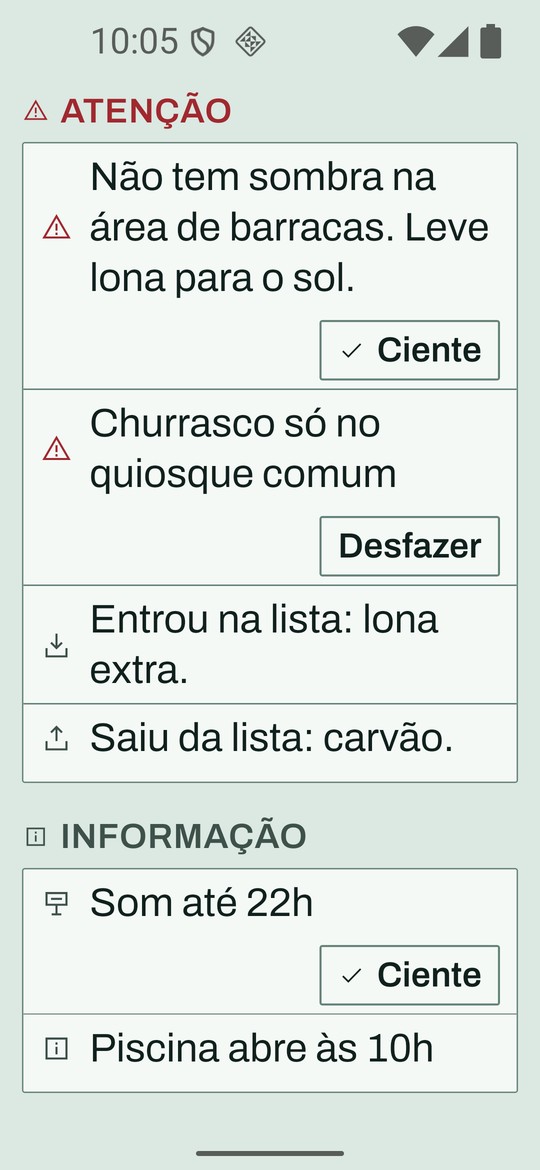 10:05
ATENÇÃO
Não tem sombra na
área de barracas. Leve
lona para o sol.
Ciente
Churrasco só no
quiosque comum
Desfazer
Entrou na lista: lona
extra.
Saiu da lista: carvão.
INFORMAÇÃO
Som até 22h
Ciente
Piscina abre às 10h